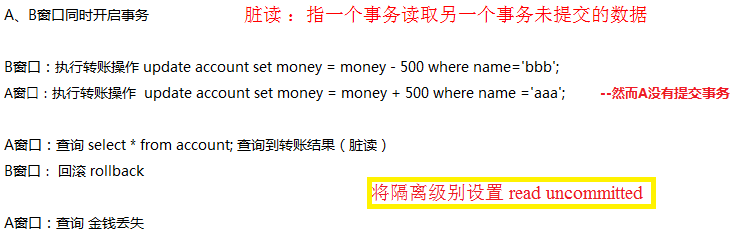 A、B窗口同时开启事务
脏读 ：指一个事务读取另一个事务未提交的数据
B窗口：执行转账操作 update account set money = money - 500 where name='bbb';
A窗口：执行转账操作 update account set money = money + 500 where name ='aaa';
--然而A没有提交事务
A窗口：查询 select * from account; 查询到转账结果（脏读）
B窗口： 回滚 rollback
将隔离级别设置 read uncommitted
A窗口：查询 金钱丢失